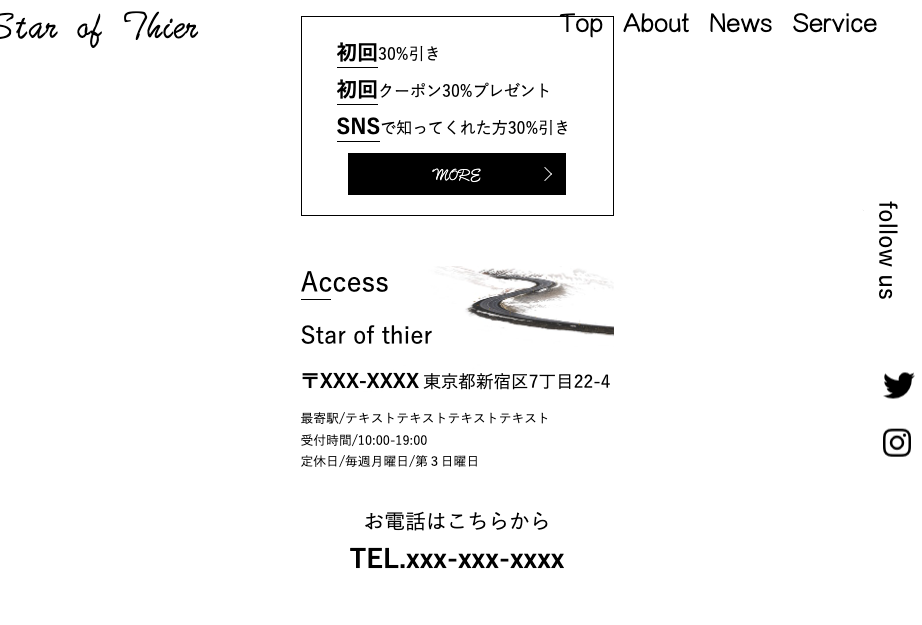 Star of Thier
Top About News Service
初回30%引き
初回クーポン30%プレゼント
SNSで知ってくれた方30%引き
MORE
follow us
Access
Star of thier
〒XXX-XXXX 東京都新宿区7丁目22-4
最寄駅/テキストテキストテキストテキスト
受付時間/10:00-19:00
定休日/毎週月曜日/第３日曜日
お電話はこちらから
TEL.xxx-xxx-xxxx